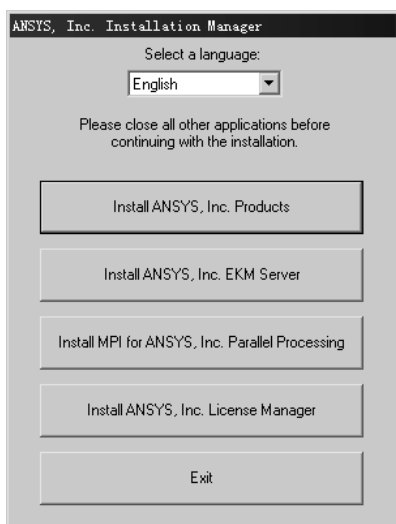 ANSYS, Inc. Installation Manager
Select a language:
English
Please close all other applications before
continuing with the installation.
Install ANSYS, Inc. Products
Install ANSYS, Inc. EKM Server
Install MPI for ANSYS, Inc. Parallel Processing
Install ANSYS, Inc. License Manager
Exit